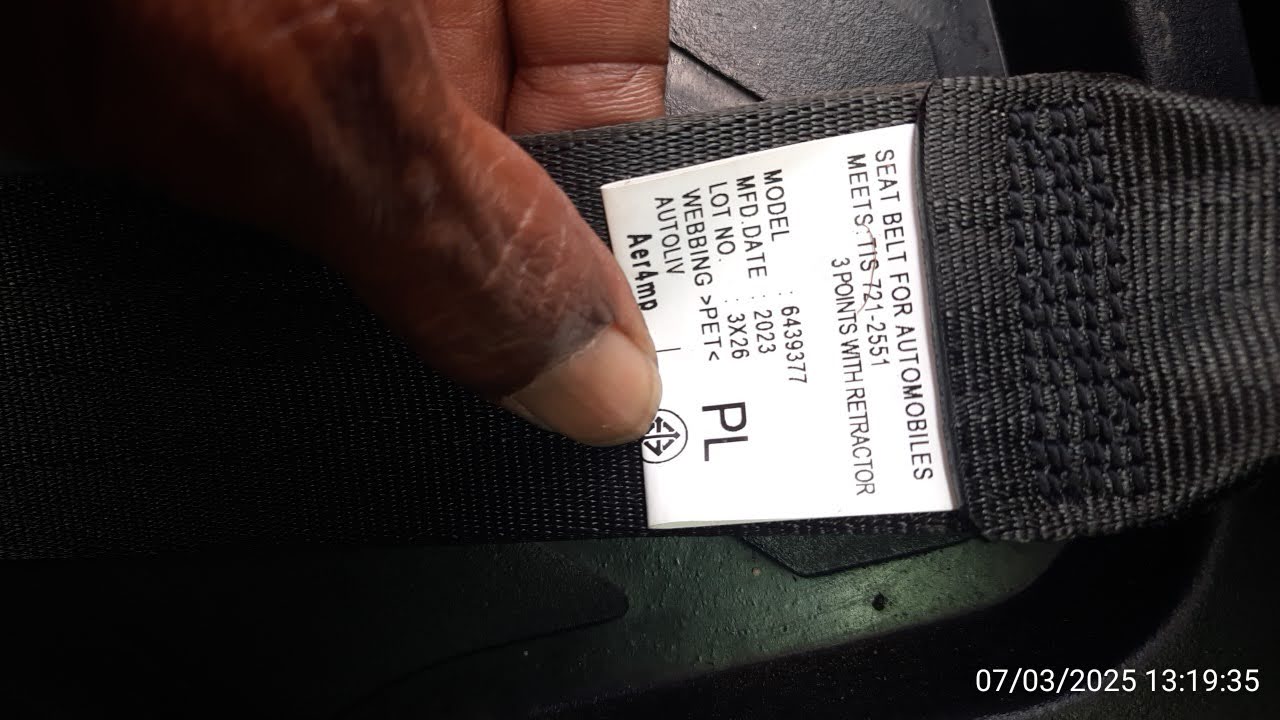 SEAT BELT FOR AUTOMOBILES
MEETS:TIS 721-2551
3 POINTS WITH RETRACTOR
MODEL : 6439377
MFD.DATE : 2023
LOT NO. : 3X26
WEBBING >PET<
PL
AUTOLIV
Aer4mp
07/03/2025 13:19:35